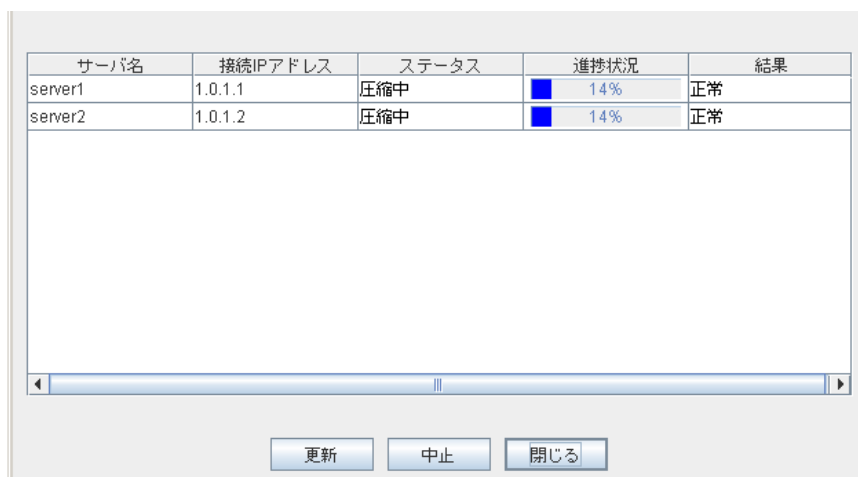 サーバ名 接続IPアドレス ステータス 進捗状況 結果
server1 1.0.1.1 圧縮中 14% 正常
server2 1.0.1.2 圧縮中 14% 正常
更新 中止 閉じる